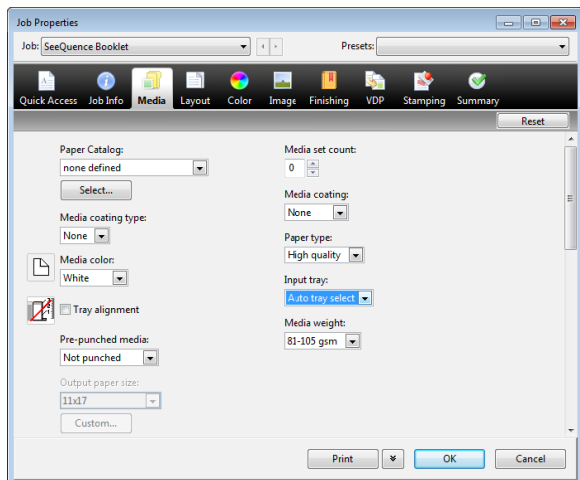 Job Properties
Job: SeeQuence Booklet Presets:
Quick Access Job Info Media Layout Color Image Finishing VDP Stamping Summary
Reset
Paper Catalog:
none defined
Select...
Media coating type:
None
Media color:
White
Tray alignment
Pre-punched media:
Not punched
Output paper size:
11x17
Custom...
Media set count:
0
Media coating:
None
Paper type:
High quality
Input tray:
Auto tray select
Media weight:
81-105 gsm
Print OK Cancel